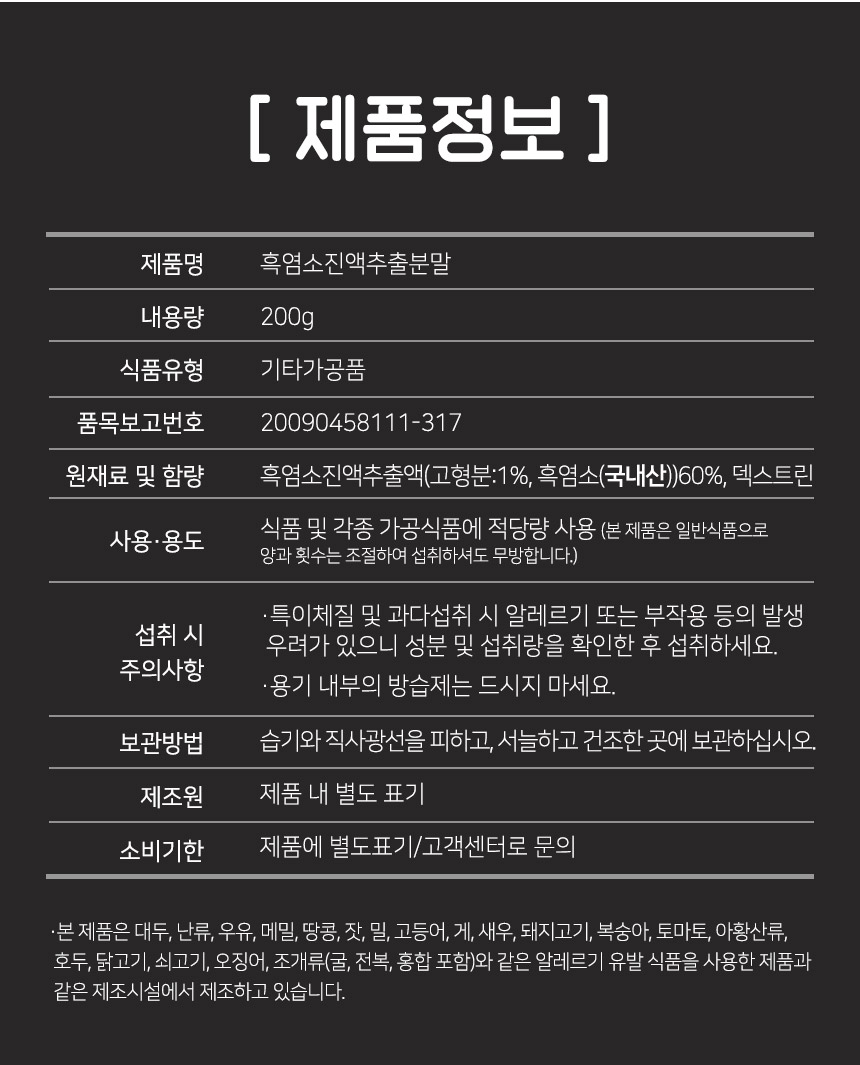 [ 제품정보 ]
제품명 흑염소진액추출분말
내용량 200g
식품유형 기타가공품
품목보고번호 20090458111-317
원재료 및 함량 흑염소진액추출액(고형분:1%, 흑염소(국내산))60%, 덱스트린
사용·용도 식품 및 각종 가공식품에 적당량 사용 (본 제품은 일반식품으로
양과 횟수는 조절하여 섭취하셔도 무방합니다.)
섭취 시
주의사항
·특이체질 및 과다섭취 시 알레르기 또는 부작용 등의 발생
우려가 있으니 성분 및 섭취량을 확인한 후 섭취하세요.
·용기 내부의 방습제는 드시지 마세요.
보관방법 습기와 직사광선을 피하고, 서늘하고 건조한 곳에 보관하십시오.
제조원 제품 내 별도 표기
소비기한 제품에 별도표기/고객센터로 문의
·본 제품은 대두, 난류, 우유, 메밀, 땅콩, 잣, 밀, 고등어, 게, 새우, 돼지고기, 복숭아, 토마토, 아황산류,
호두, 닭고기, 쇠고기, 오징어, 조개류(굴, 전복, 홍합 포함)와 같은 알레르기 유발 식품을 사용한 제품과
같은 제조시설에서 제조하고 있습니다.